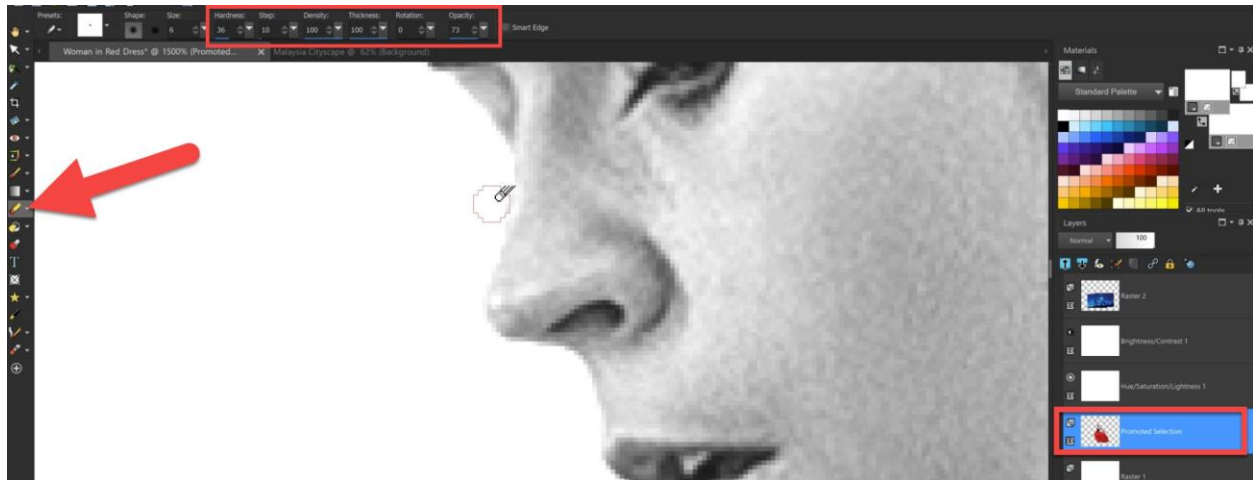 Presets: Shape: Size: Hardness: Step: Density: Thickness: Rotation: Opacity:
6 36 10 100 100 0 73 Smart Edge
Woman in Red Dress* @ 1500% (Promoted... X Malaysia Cityscape @ 62% (Background)
Materials
Standard Palette
All tools
Layers
Normal 100
Raster 2
Brightness/Contrast 1
Hue/Saturation/Lightness 1
Promoted Selection
Raster 1